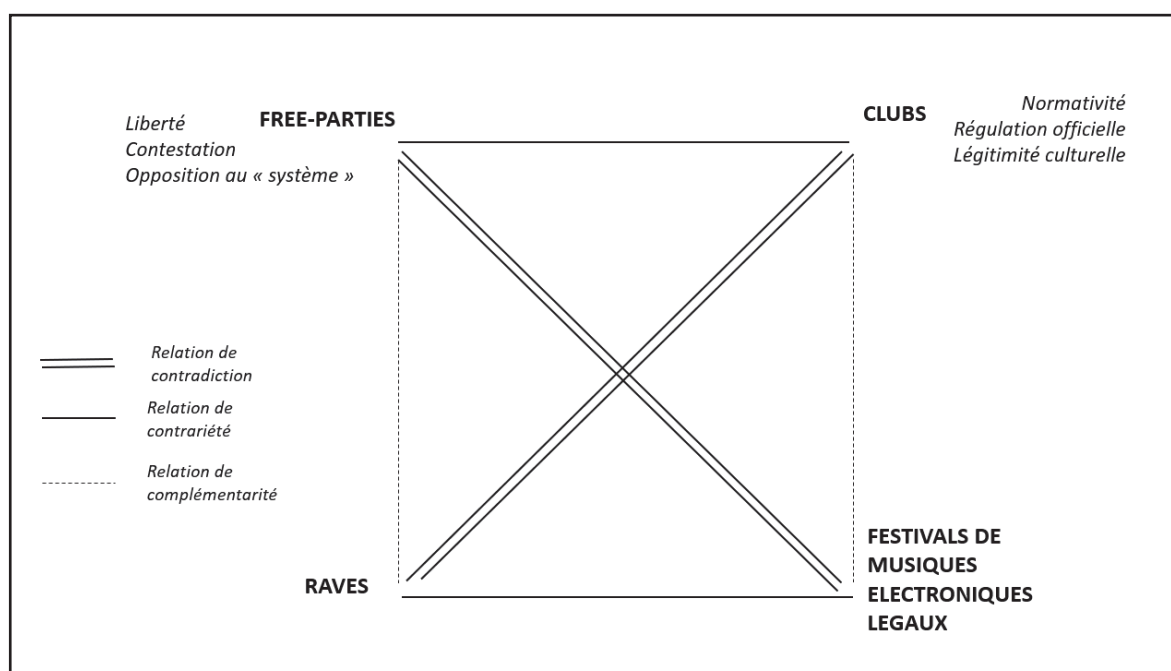 FREE-PARTIES
Liberté
Contestation
Opposition au « système »
CLUBS
Normativité
Régulation officielle
Légitimité culturelle
Relation de
contradiction
Relation de
contrariété
Relation de
complémentarité
RAVES
FESTIVALS DE
MUSIQUES
ELECTRONIQUES
LEGAUX